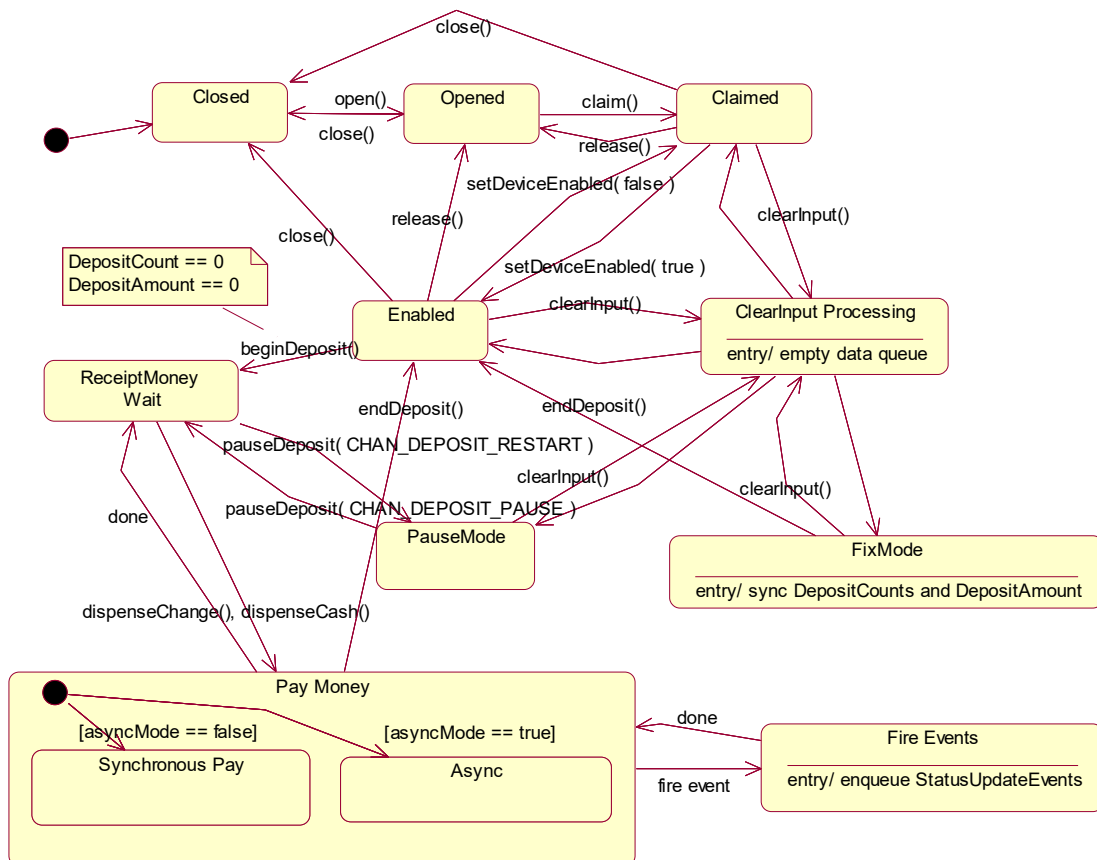 close()
Closed
open()
close()
Opened
claim()
Claimed
release()
setDeviceEnabled( false )
clearInput()
release()
close()
DepositCount == 0
DepositAmount == 0
setDeviceEnabled( true )
Enabled
clearInput()
ClearInput Processing
entry/ empty data queue
beginDeposit()
ReceiptMoney
Wait
endDeposit()
endDeposit()
pauseDeposit( CHAN_DEPOSIT_RESTART )
clearInput()
clearInput()
done
pauseDeposit( CHAN_DEPOSIT_PAUSE )
PauseMode
FixMode
entry/ sync DepositCounts and DepositAmount
dispenseChange(), dispenseCash()
Pay Money
[asyncMode == false]
[asyncMode == true]
Synchronous Pay
Async
done
fire event
Fire Events
entry/ enqueue StatusUpdateEvents